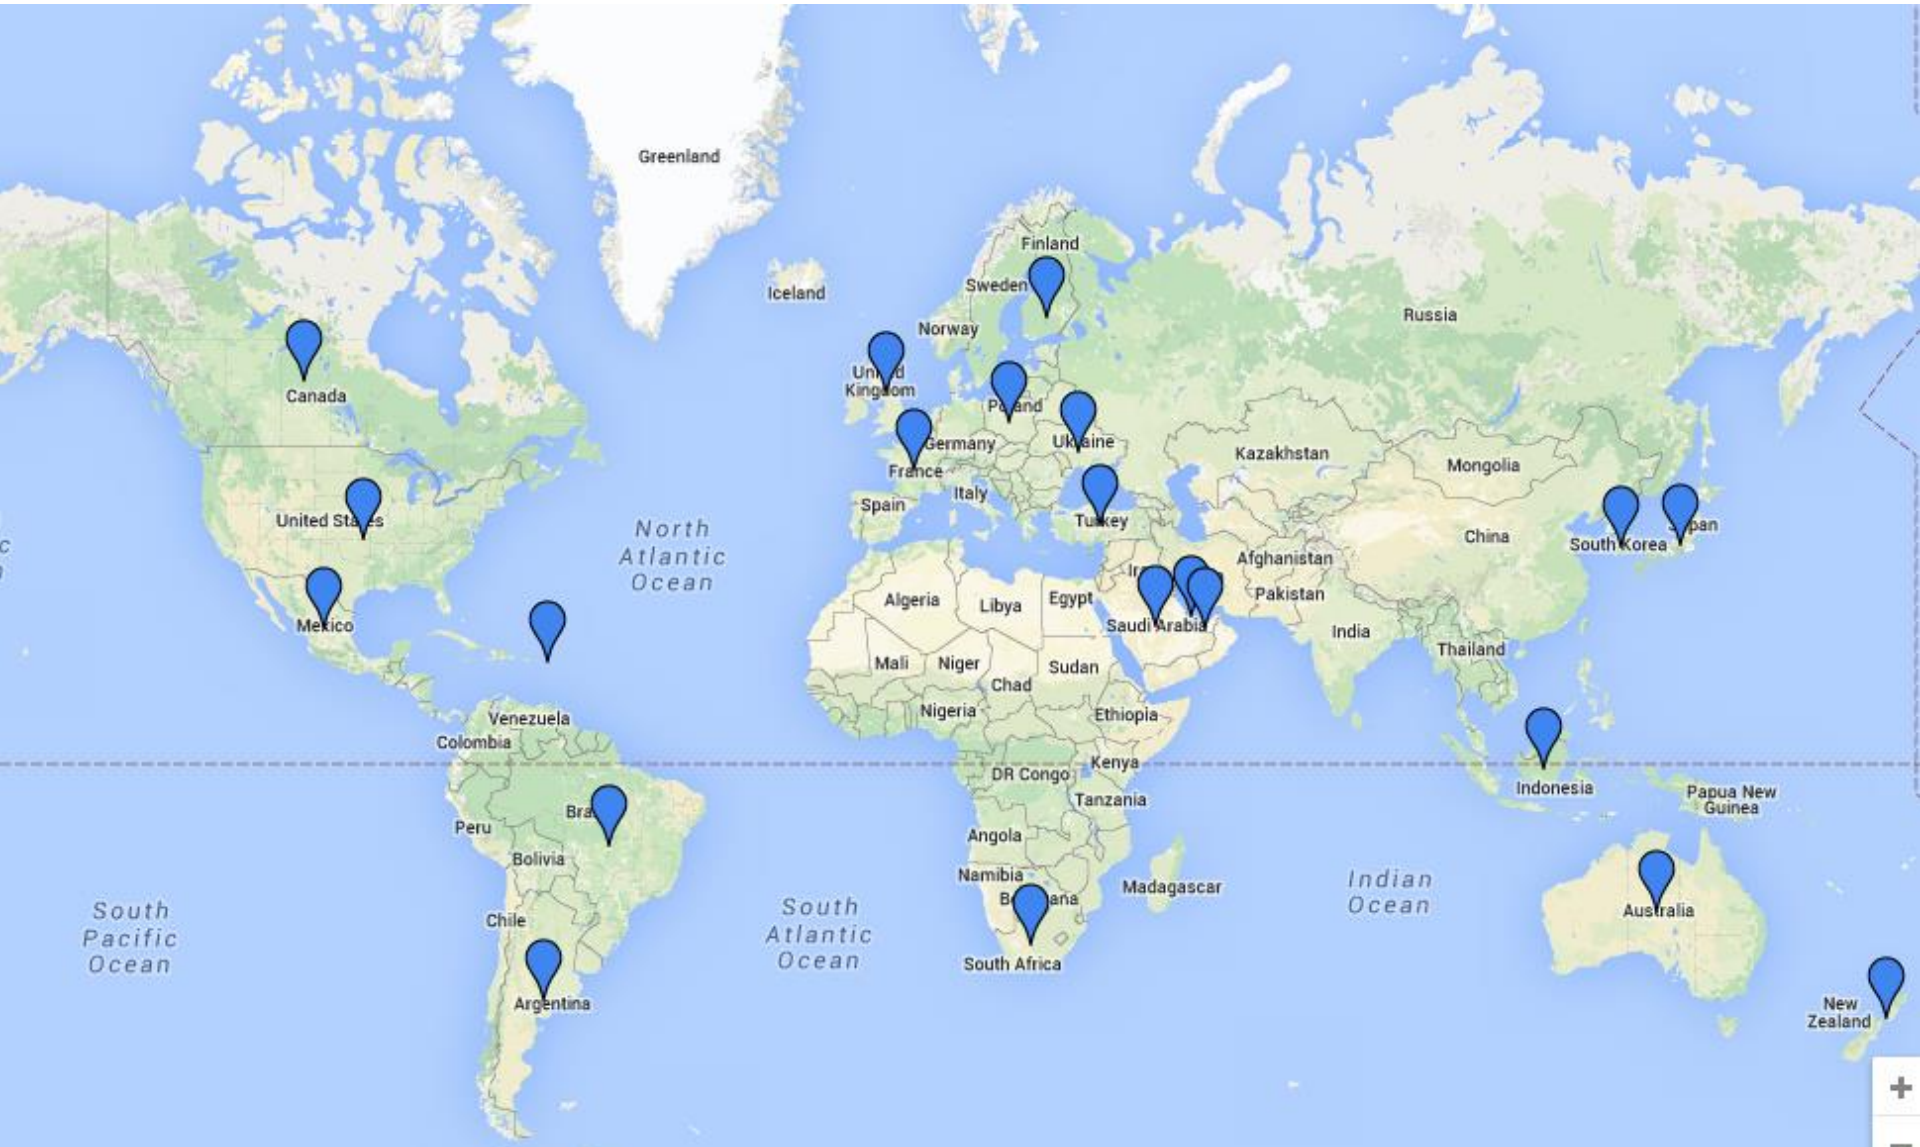 Greenland
Finland
Iceland
Sweden
Norway
Russia
United
Kingdom
Canada
Poland
Germany
Ukraine
Kazakhstan
Mongolia
France
Italy
Spain
United States
Turkey
Japan
North
Atlantic
Ocean
China
South Korea
Afghanistan
Algeria
Libya
Egypt
Pakistan
Mexico
Saudi Arabia
India
Thailand
Mali
Niger
Sudan
Chad
Nigeria
Ethiopia
Venezuela
Colombia
DR Congo
Kenya
Indonesia
Papua New
Guinea
Tanzania
Brazil
Peru
Angola
Bolivia
Namibia
Botswana
Madagascar
Indian
Ocean
South
Pacific
Ocean
South
Atlantic
Ocean
Chile
Australia
South Africa
Argentina
New
Zealand
+